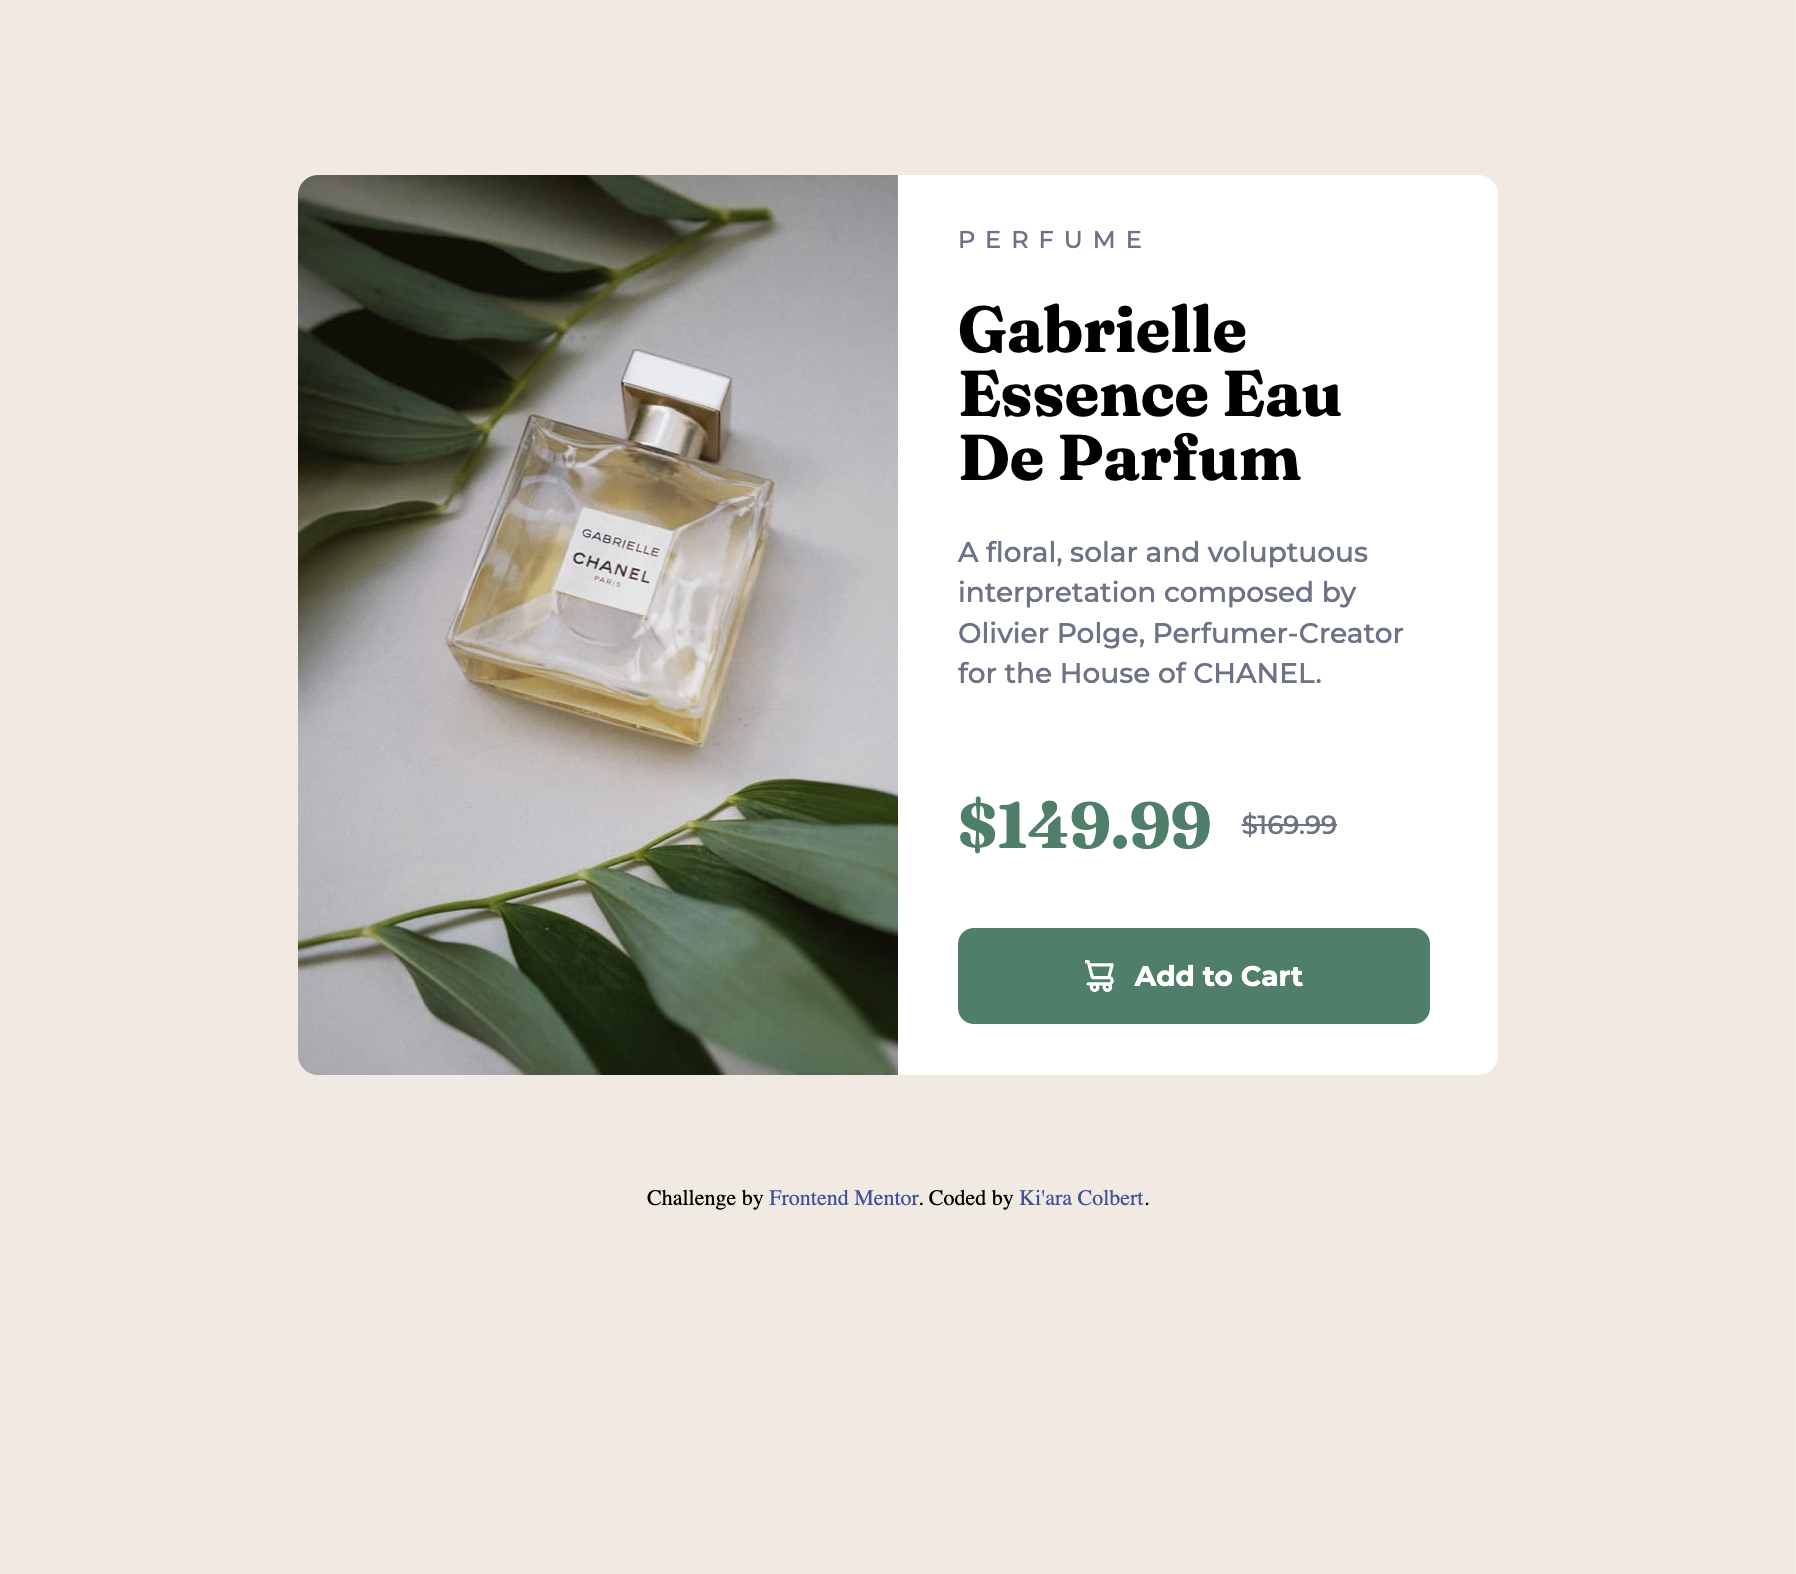 GABRIELLE
CHANEL
PARIS
PERFUME
Gabrielle
Essence Eau
De Parfum
A floral, solar and voluptuous
interpretation composed by
Olivier Polge, Perfumer-Creator
for the House of CHANEL.
$149.99 $169.99
Add to Cart
Challenge by Frontend Mentor. Coded by Ki'ara Colbert.